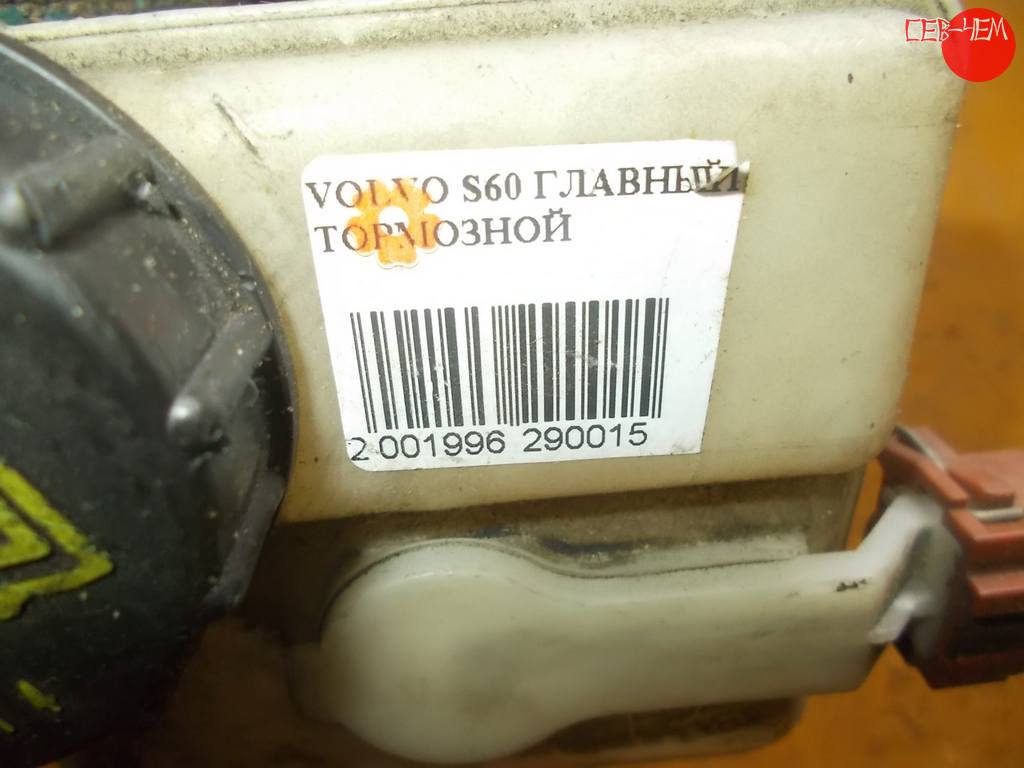 СЕВ-ЧЕМ
VOLVO S60 ГЛАВНЫЙ
ТОРМОЗНОЙ
2 001996 290015